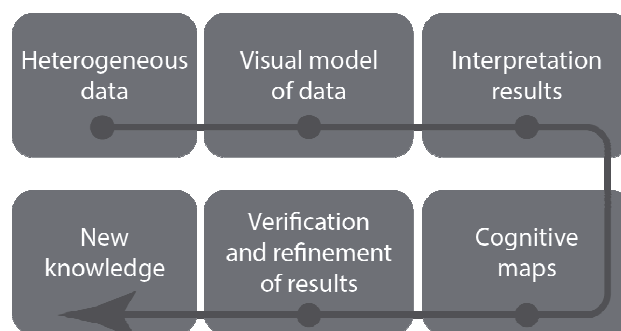 Heterogeneous
data
Visual model
of data
Interpretation
results
New
knowledge
Verification
and refinement
of results
Cognitive
maps